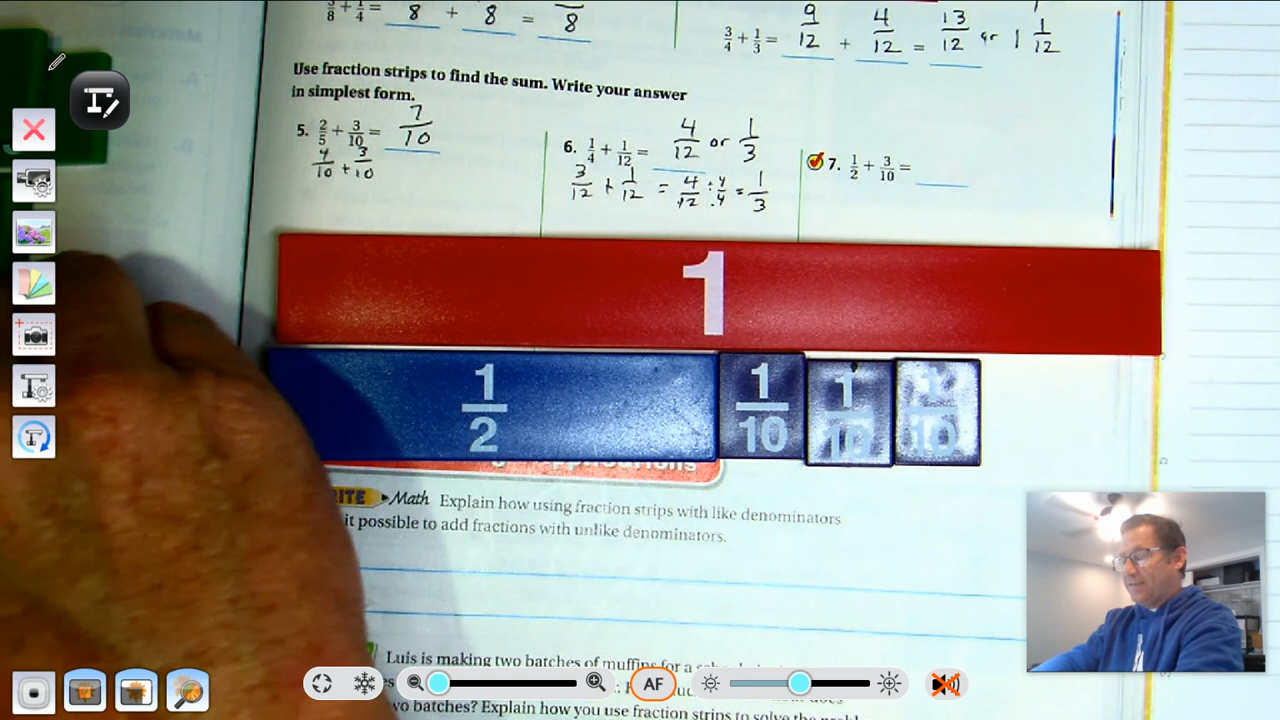 3/8 + 1/4 = 8 + 8 = 8
3/4 + 1/3 = 9/12 + 4/12 = 13/12 or 1 1/12
Use fraction strips to find the sum. Write your answer
in simplest form.
5. 2/5 + 3/10 = 7/10
4/10 + 3/10
6. 1/4 + 1/12 = 4/12 or 1/3
3/12 + 1/12 = 4/12 ÷ 4/4 = 1/3
7. 1/2 + 3/10 =
1
1/2 1/10 1/10 1/10
Math Explain how using fraction strips with like denominators
it possible to add fractions with unlike denominators.
Luis is making two batches of muffins for a
wo batches? Explain how you use fraction strips to solve the
AF